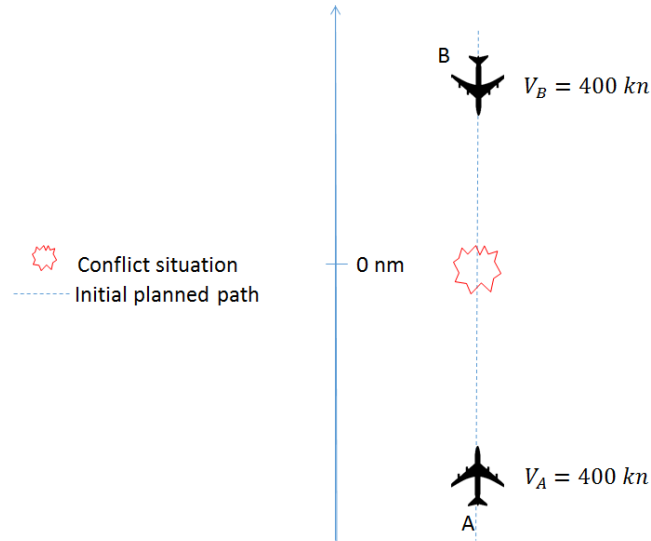 B
V_B = 400 kn
Conflict situation
0 nm
Initial planned path
V_A = 400 kn
A